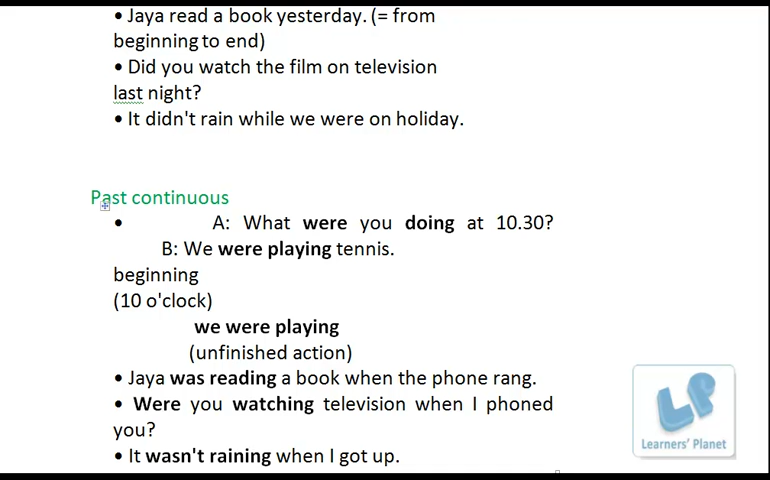 • Jaya read a book yesterday. (= from
beginning to end)
• Did you watch the film on television
last night?
• It didn't rain while we were on holiday.
Past continuous
• A: What were you doing at 10.30?
B: We were playing tennis.
beginning
(10 o'clock)
we were playing
(unfinished action)
• Jaya was reading a book when the phone rang.
• Were you watching television when I phoned
you?
• It wasn't raining when I got up.
LP
Learners' Planet